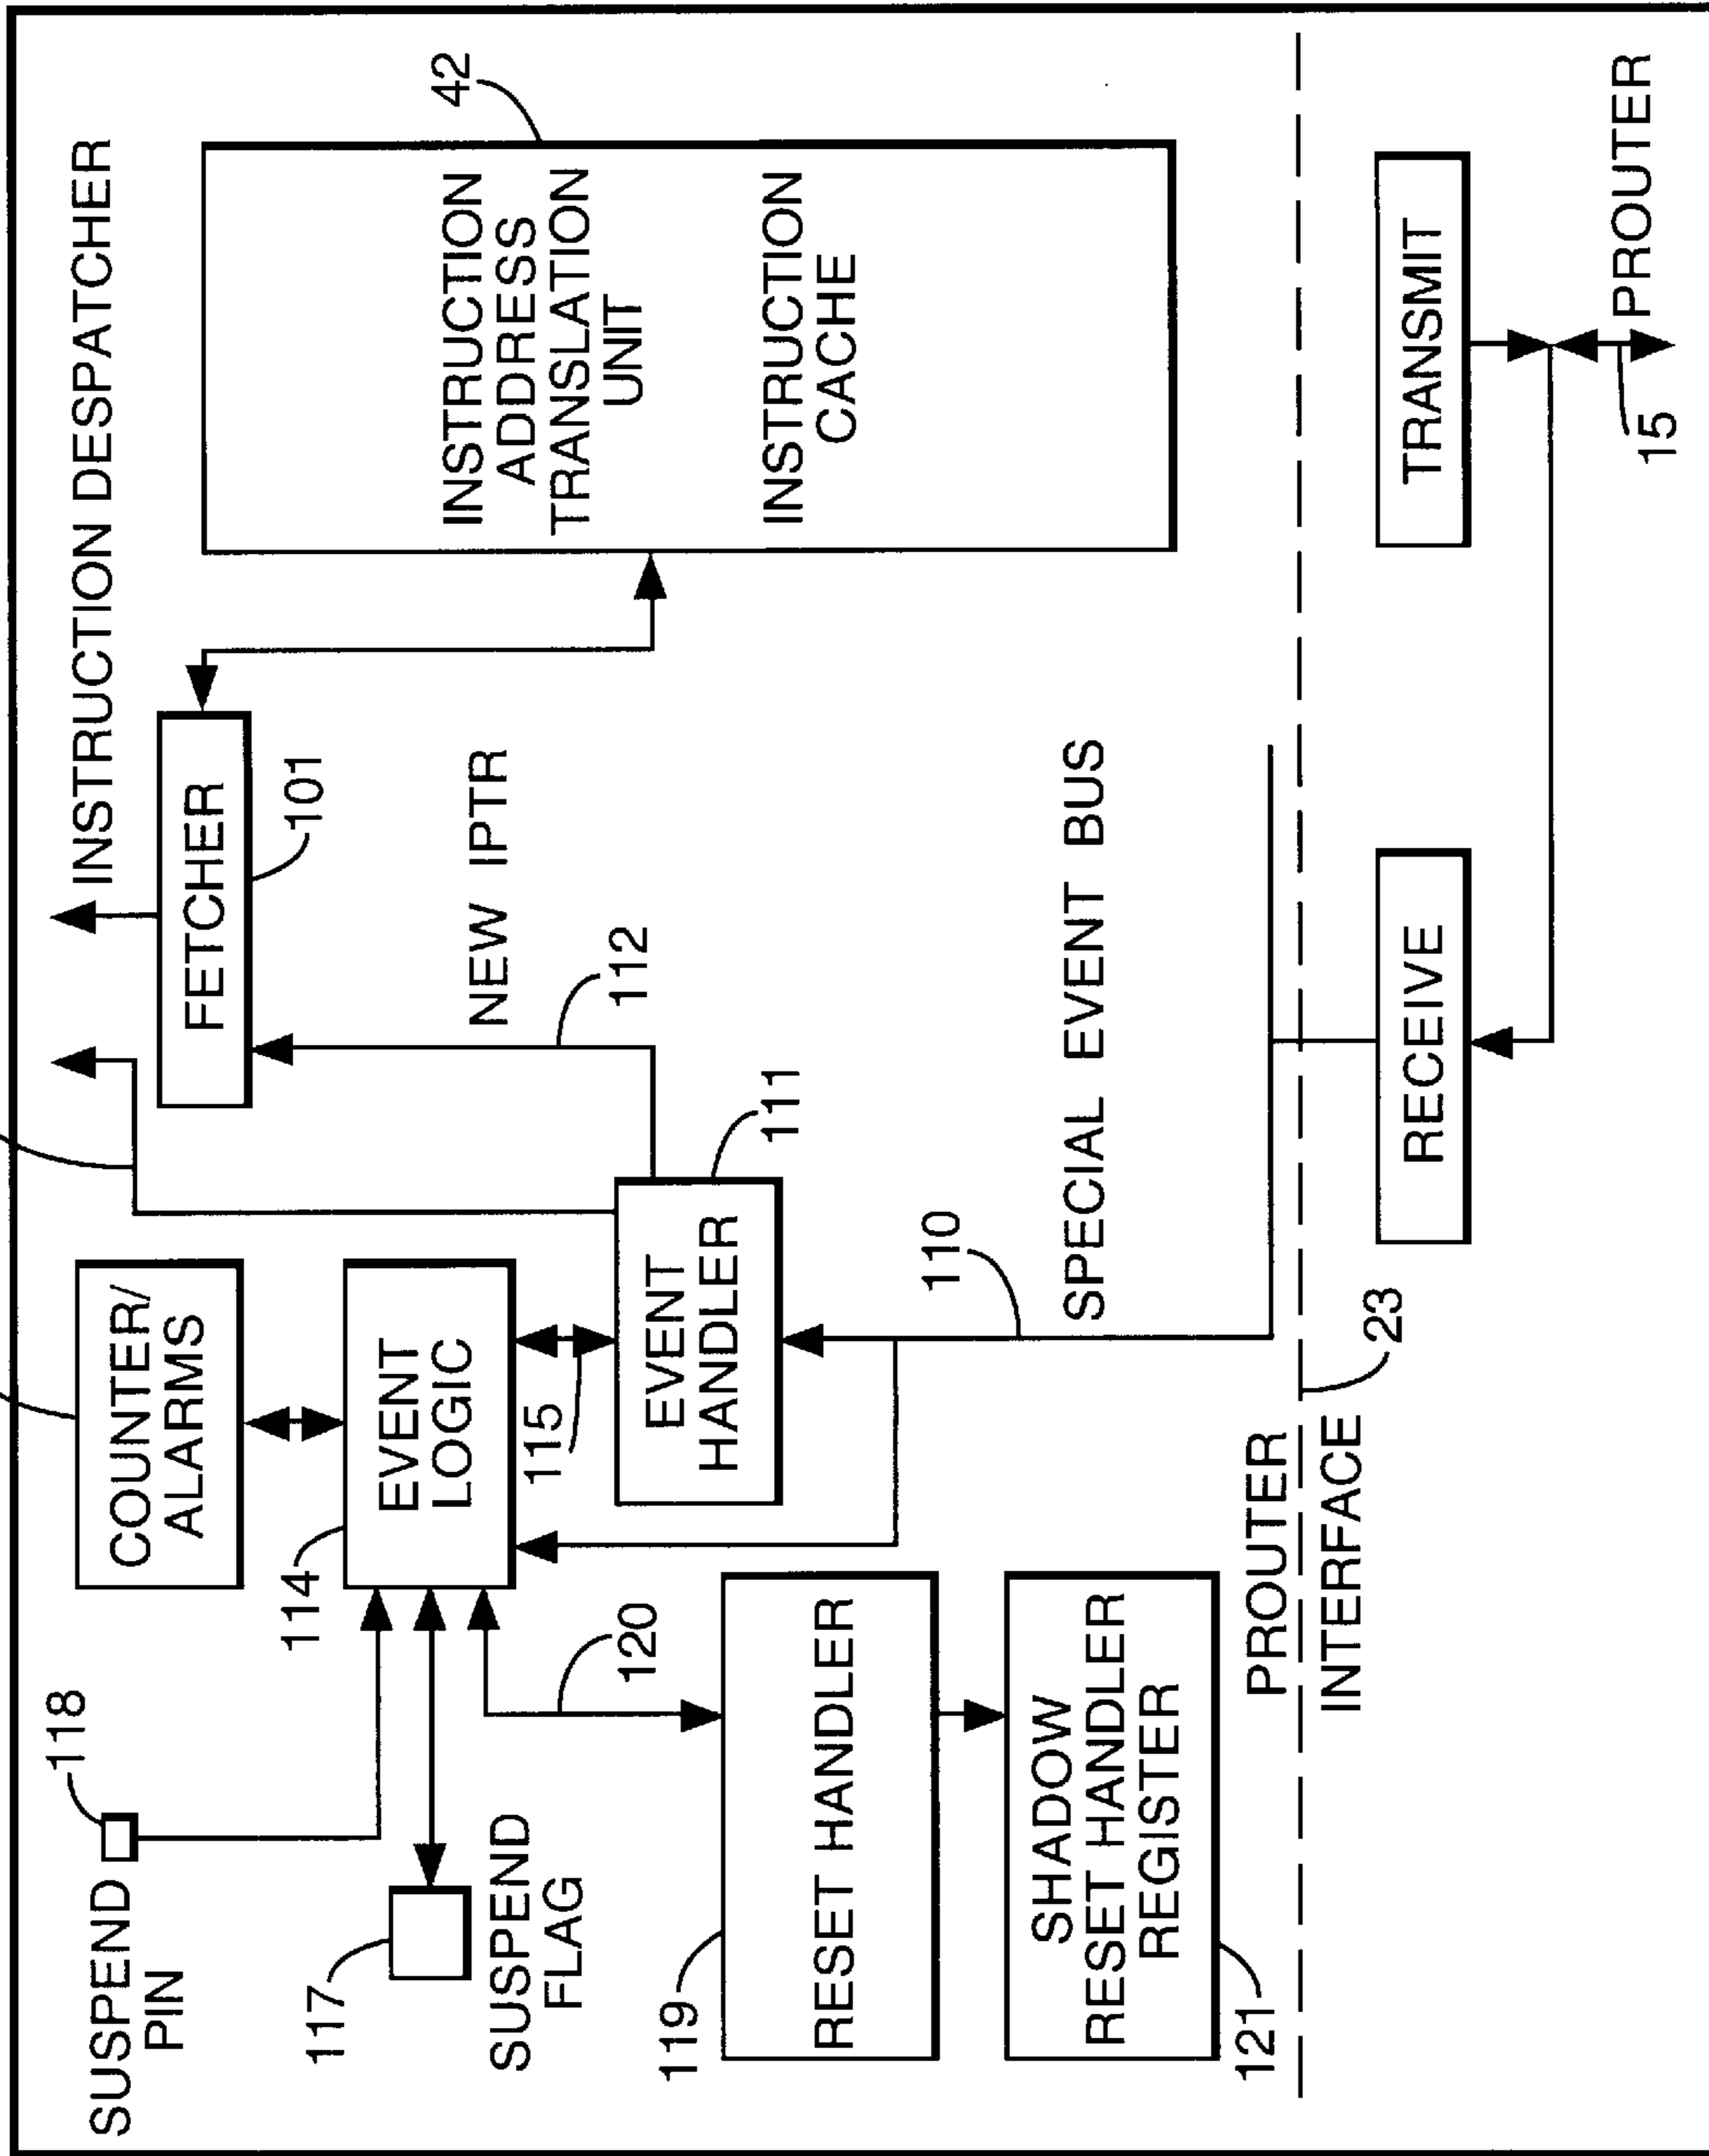 SUSPEND
PIN
118
COUNTER/
ALARMS
INSTRUCTION DESPATCHER
FETCHER
101
42
117
SUSPEND
FLAG
114
EVENT
LOGIC
NEW IPTR
112
INSTRUCTION
ADDRESS
TRANSLATION
UNIT
INSTRUCTION
CACHE
115
120
119
RESET HANDLER
EVENT
HANDLER
111
110
SPECIAL EVENT BUS
SHADOW
RESET HANDLER
REGISTER
121
PROUTER
INTERFACE
23
RECEIVE
TRANSMIT
15
PROUTER